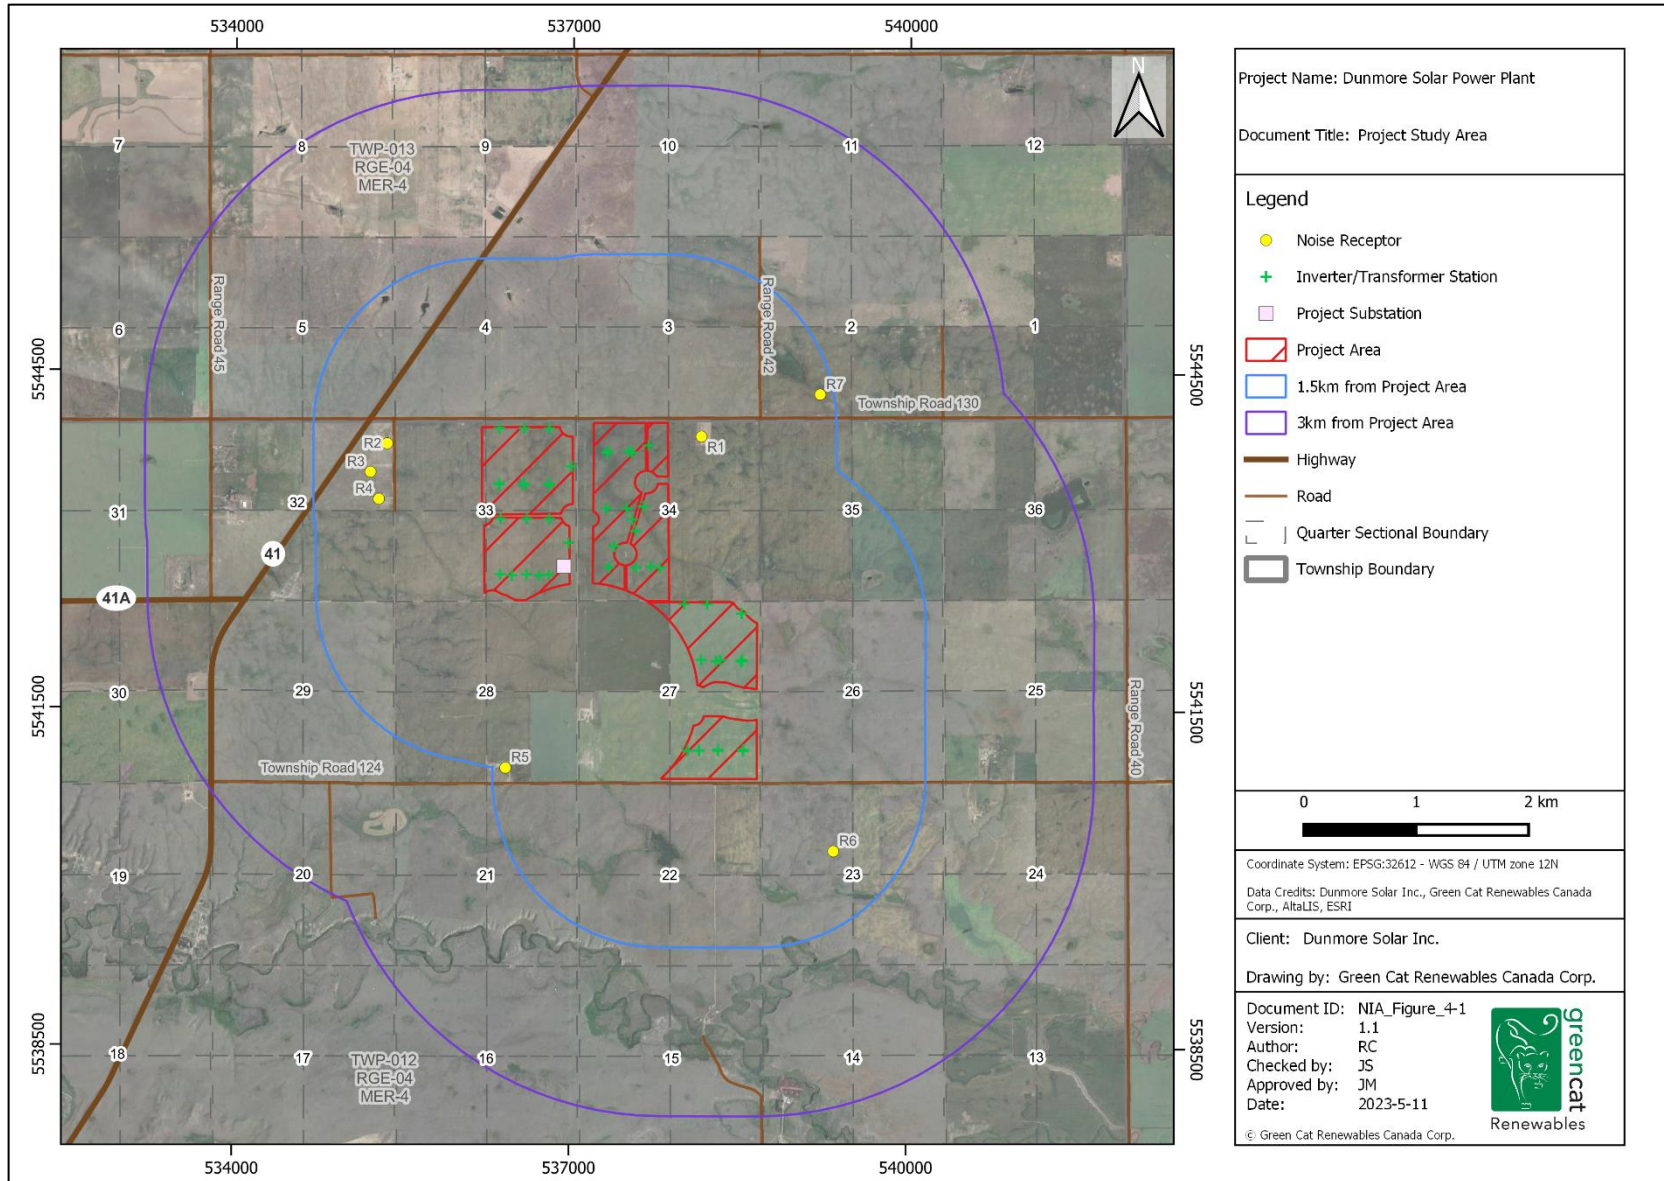 534000
537000
540000
N
7
8
TWP-013
RGE-04
MER-4
9
10
11
12
Range Road 45
Range Road 42
6
5
4
3
2
1
5544500
5544500
R7
Township Road 130
R2
R1
R3
R4
31
32
33
34
35
36
41
41A
30
29
28
27
26
25
5541500
5541500
Range Road 40
Township Road 124
R5
R6
19
20
21
22
23
24
5538500
5538500
18
17
TWP-012
RGE-04
MER-4
16
15
14
13
534000
537000
540000
Project Name: Dunmore Solar Power Plant
Document Title: Project Study Area
Legend
Noise Receptor
Inverter/Transformer Station
Project Substation
Project Area
1.5km from Project Area
3km from Project Area
Highway
Road
Quarter Sectional Boundary
Township Boundary
0 1 2 km
Coordinate System: EPSG:32612 - WGS 84 / UTM zone 12N
Data Credits: Dunmore Solar Inc., Green Cat Renewables Canada
Corp., AltaLIS, ESRI
Client: Dunmore Solar Inc.
Drawing by: Green Cat Renewables Canada Corp.
Document ID: NIA_Figure_4-1
Version: 1.1
Author: RC
Checked by: JS
Approved by: JM
Date: 2023-5-11
© Green Cat Renewables Canada Corp.
greencat
Renewables